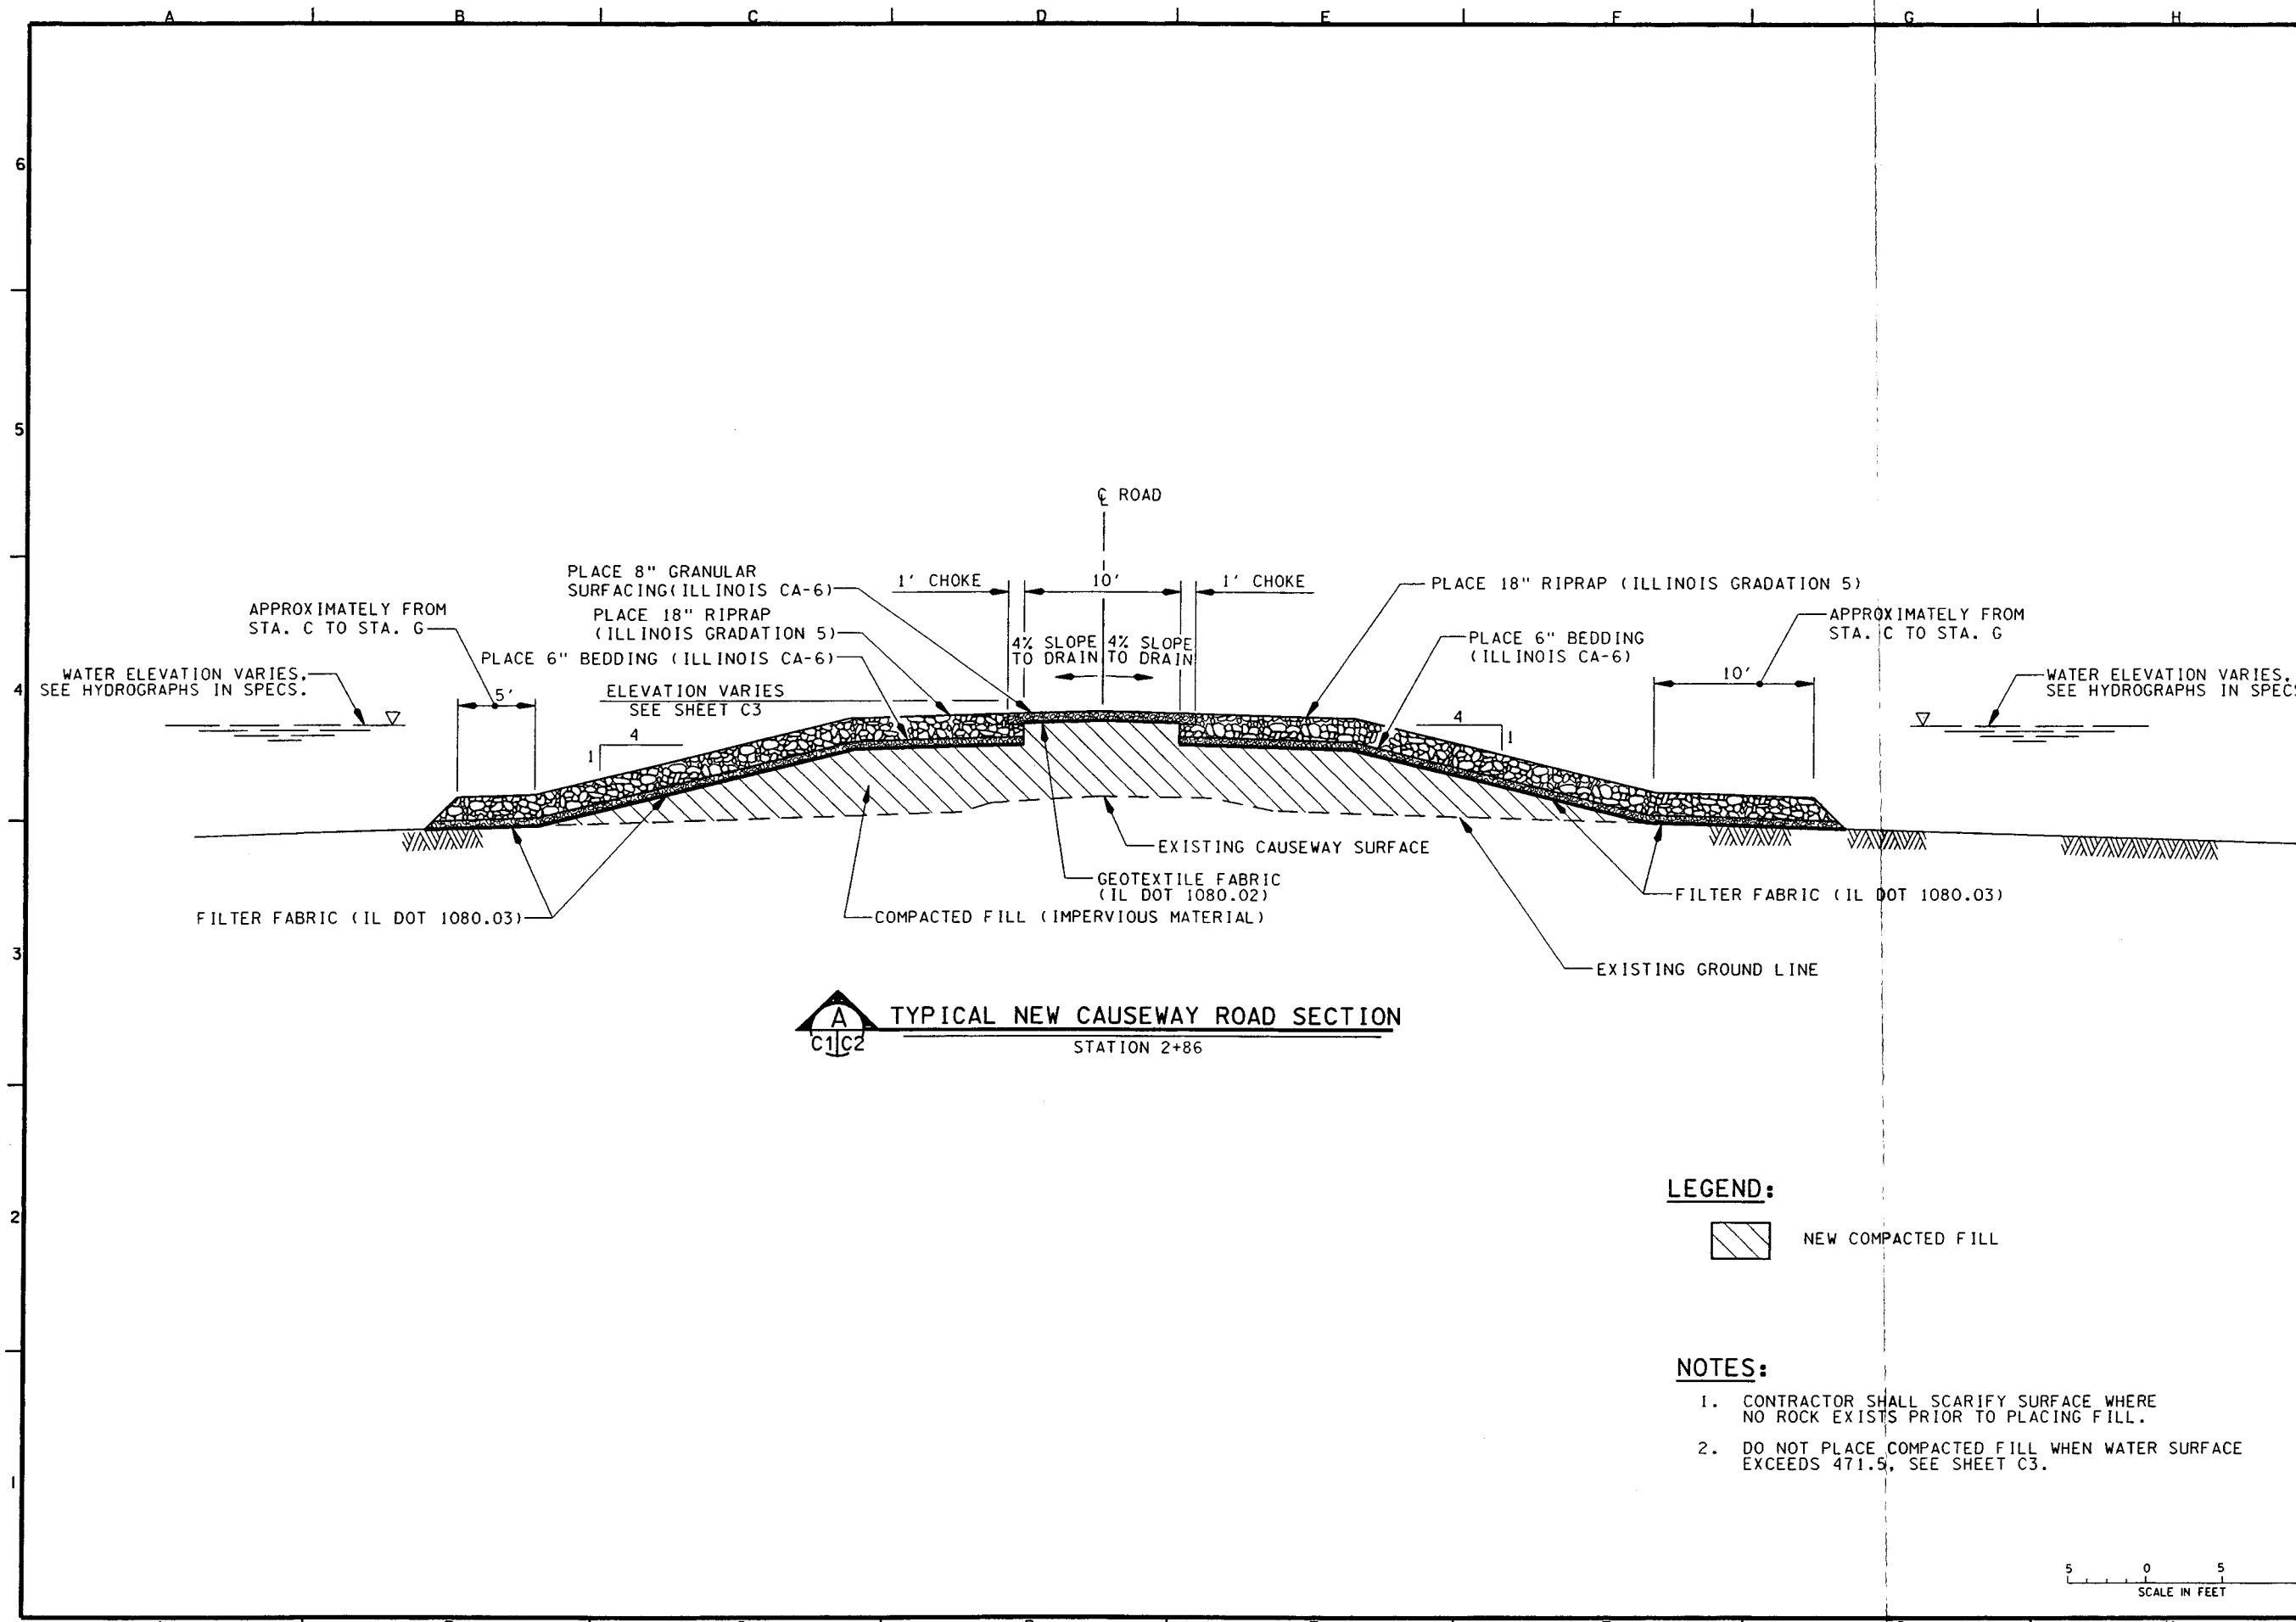 A B C D E F G H
6
5
4
3
2
1
℄ ROAD
PLACE 8" GRANULAR
SURFACING(ILLINOIS CA-6)
1' CHOKE
10'
1' CHOKE
PLACE 18" RIPRAP (ILLINOIS GRADATION 5)
APPROXIMATELY FROM
STA. C TO STA. G
PLACE 18" RIPRAP
(ILLINOIS GRADATION 5)
APPROXIMATELY FROM
STA. C TO STA. G
4% SLOPE
TO DRAIN
4% SLOPE
TO DRAIN
PLACE 6" BEDDING
(ILLINOIS CA-6)
PLACE 6" BEDDING (ILLINOIS CA-6)
WATER ELEVATION VARIES,
SEE HYDROGRAPHS IN SPECS.
5'
ELEVATION VARIES
SEE SHEET C3
10'
WATER ELEVATION VARIES,
SEE HYDROGRAPHS IN SPECS
4
1
4
1
EXISTING CAUSEWAY SURFACE
GEOTEXTILE FABRIC
(IL DOT 1080.02)
FILTER FABRIC (IL DOT 1080.03)
FILTER FABRIC (IL DOT 1080.03)
COMPACTED FILL (IMPERVIOUS MATERIAL)
EXISTING GROUND LINE
A
C1 C2
TYPICAL NEW CAUSEWAY ROAD SECTION
STATION 2+86
LEGEND:
NEW COMPACTED FILL
NOTES:
1. CONTRACTOR SHALL SCARIFY SURFACE WHERE
NO ROCK EXISTS PRIOR TO PLACING FILL.
2. DO NOT PLACE COMPACTED FILL WHEN WATER SURFACE
EXCEEDS 471.5, SEE SHEET C3.
5 0 5
SCALE IN FEET